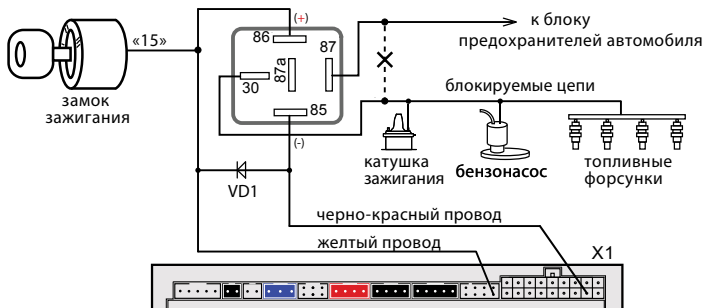 «15»
замок
зажигания
86
(+)
87
87a
30
85
(-)
VD1
к блоку
предохранителей автомобиля
блокируемые цепи
катушка
зажигания
бензонасос
топливные
форсунки
черно-красный провод
желтый провод
X1